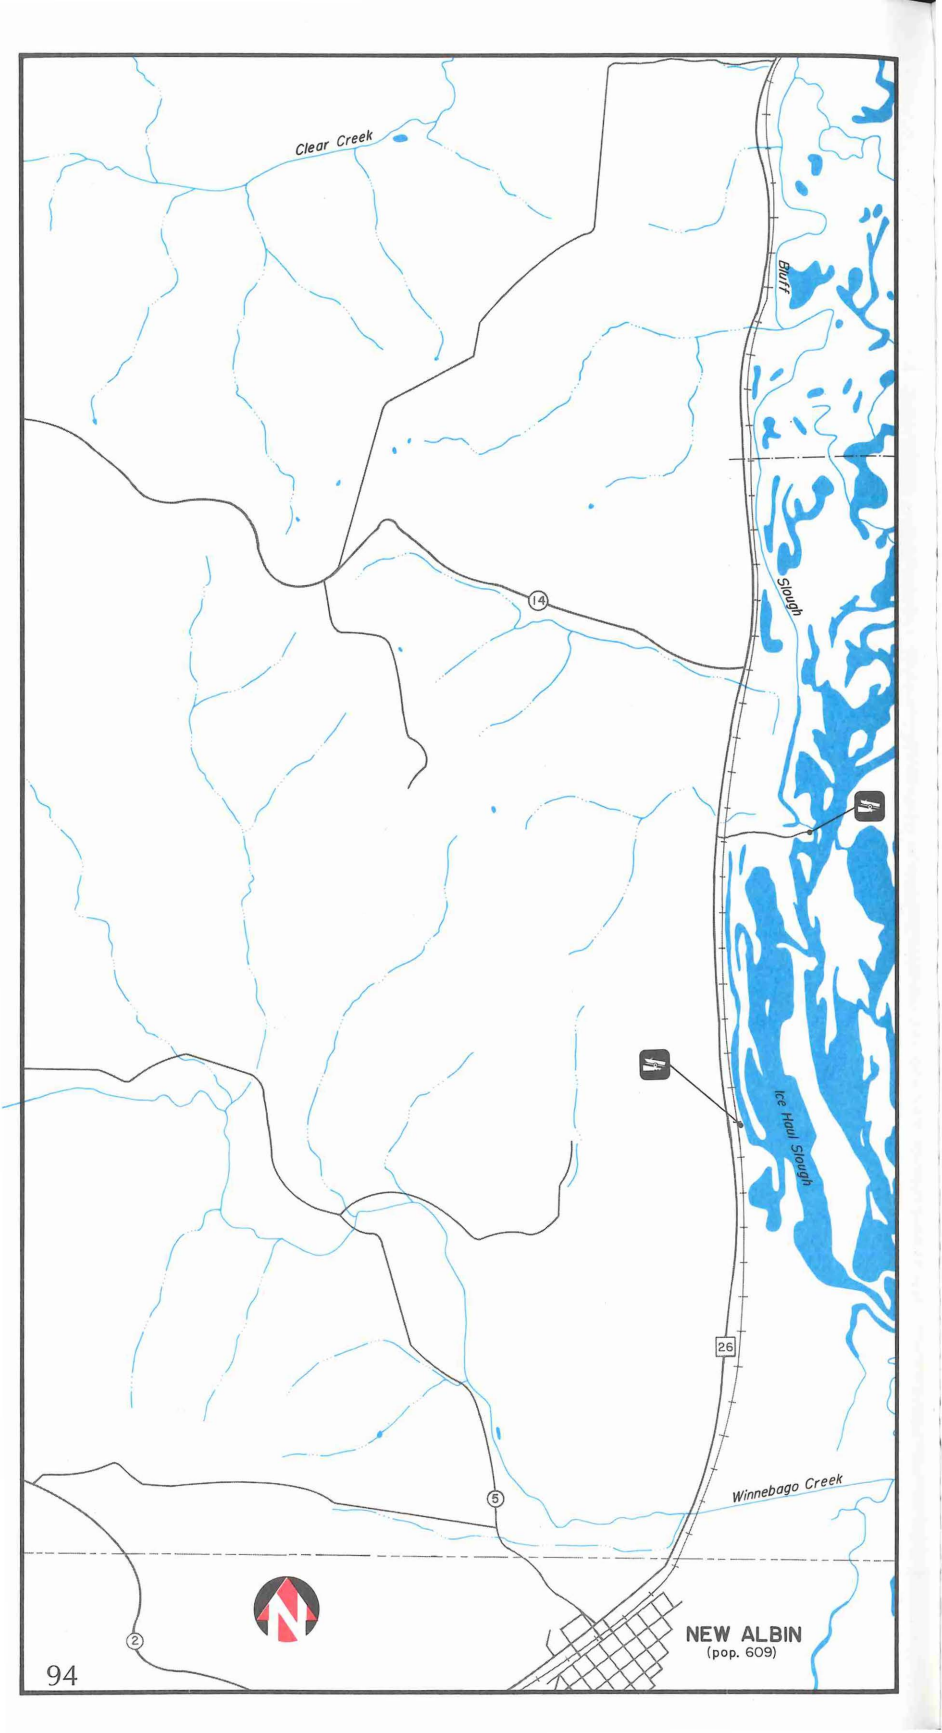 Clear Creek
Bluff
Slough
14
Ice Haul Slough
26
Winnebago Creek
5
N
NEW ALBIN
(pop. 609)
2
94